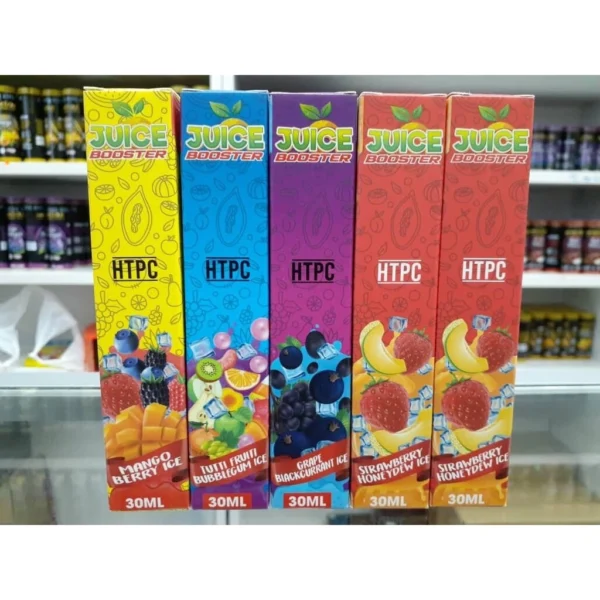 JUICE
BOOSTER
HTPC
MANGO
BERRY ICE
30ML
JUICE
BOOSTER
HTPC
TUTTI FRUTTI
BUBBLEGUM ICE
30ML
JUICE
BOOSTER
HTPC
GRAPE
BLACKCURRANT ICE
30ML
JUICE
BOOSTER
HTPC
STRAWBERRY
HONEYDEW ICE
30ML
JUICE
BOOSTER
HTPC
STRAWBERRY
HONEYDEW ICE
30ML